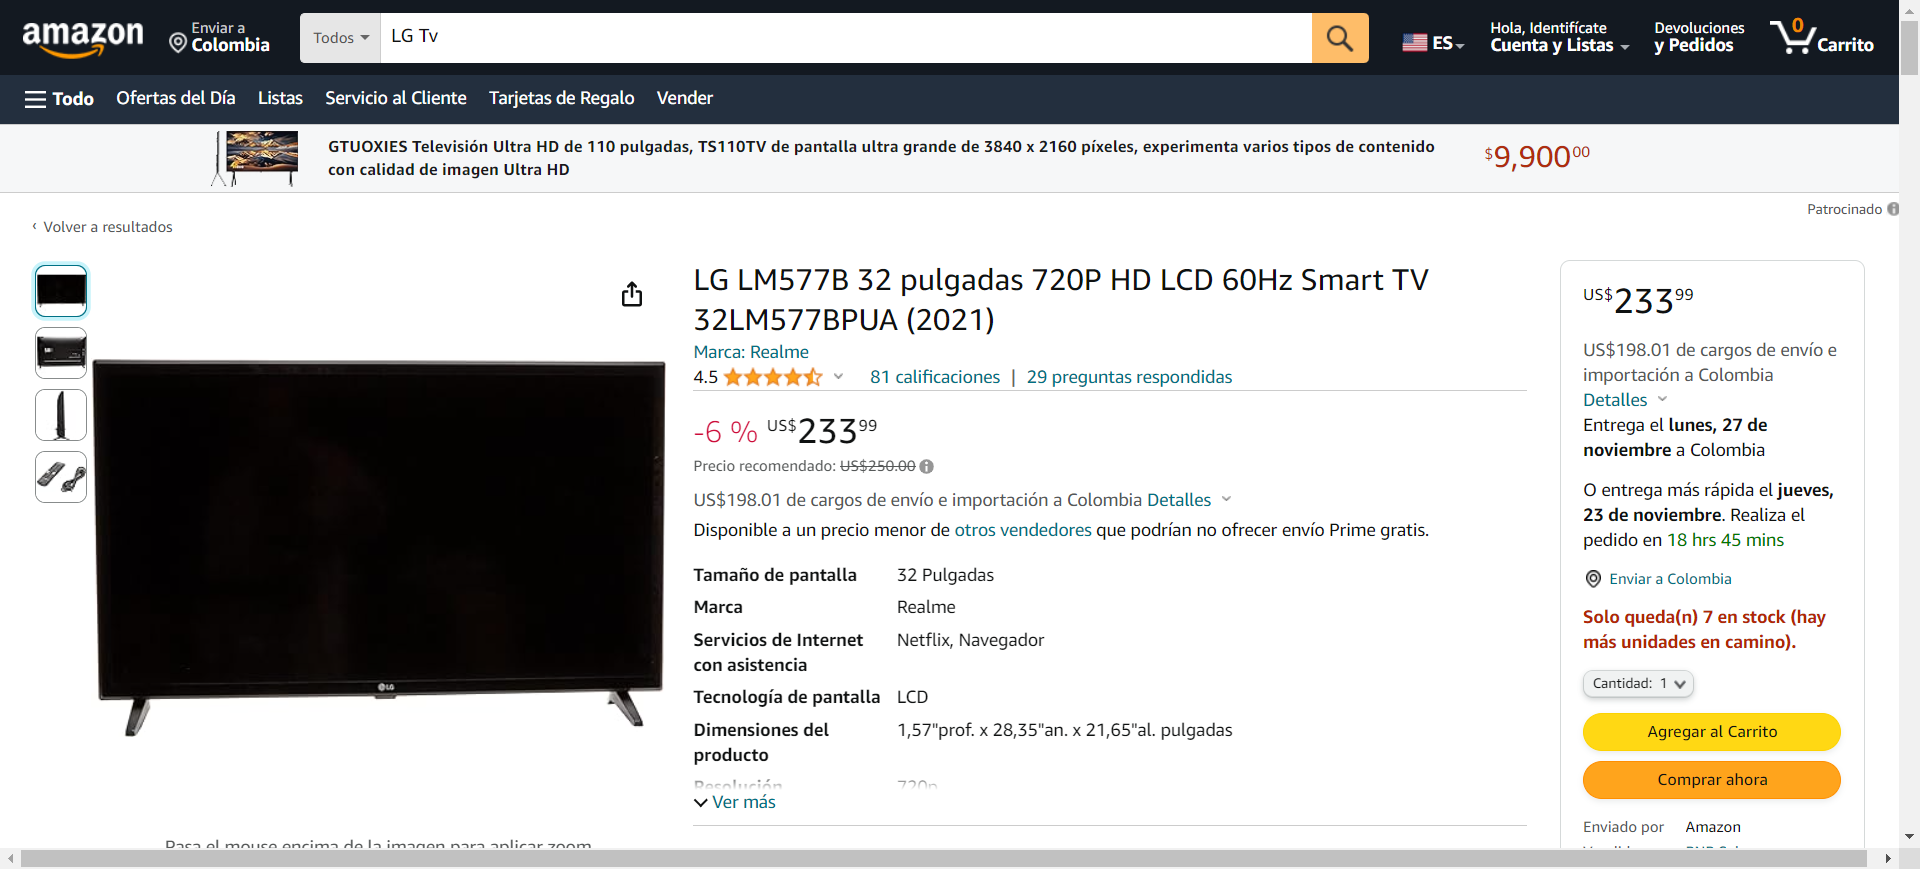 amazon
Enviar a
Colombia
Todos
LG Tv
ES
Hola, Identifícate
Cuenta y Listas
Devoluciones
y Pedidos
0
Carrito
Todo
Ofertas del Día
Listas
Servicio al Cliente
Tarjetas de Regalo
Vender
GTUOXIES Televisión Ultra HD de 110 pulgadas, TS110TV de pantalla ultra grande de 3840 x 2160 píxeles, experimenta varios tipos de contenido
con calidad de imagen Ultra HD
$9,90000
Patrocinado
‹ Volver a resultados
LG
LG LM577B 32 pulgadas 720P HD LCD 60Hz Smart TV
32LM577BPUA (2021)
Marca: Realme
4.5
81 calificaciones | 29 preguntas respondidas
-6 % US$23399
Precio recomendado: US$250.00
US$198.01 de cargos de envío e importación a Colombia Detalles
Disponible a un precio menor de otros vendedores que podrían no ofrecer envío Prime gratis.
Tamaño de pantalla 32 Pulgadas
Marca Realme
Servicios de Internet Netflix, Navegador
con asistencia
Tecnología de pantalla LCD
Dimensiones del 1,57"prof. x 28,35"an. x 21,65"al. pulgadas
producto
Resolución 720p
Ver más
Pasa el mouse encima de la imagen para aplicar zoom
US$23399
US$198.01 de cargos de envío e
importación a Colombia
Detalles
Entrega el lunes, 27 de
noviembre a Colombia
O entrega más rápida el jueves,
23 de noviembre. Realiza el
pedido en 18 hrs 45 mins
Enviar a Colombia
Solo queda(n) 7 en stock (hay
más unidades en camino).
Cantidad: 1
Agregar al Carrito
Comprar ahora
Enviado por Amazon